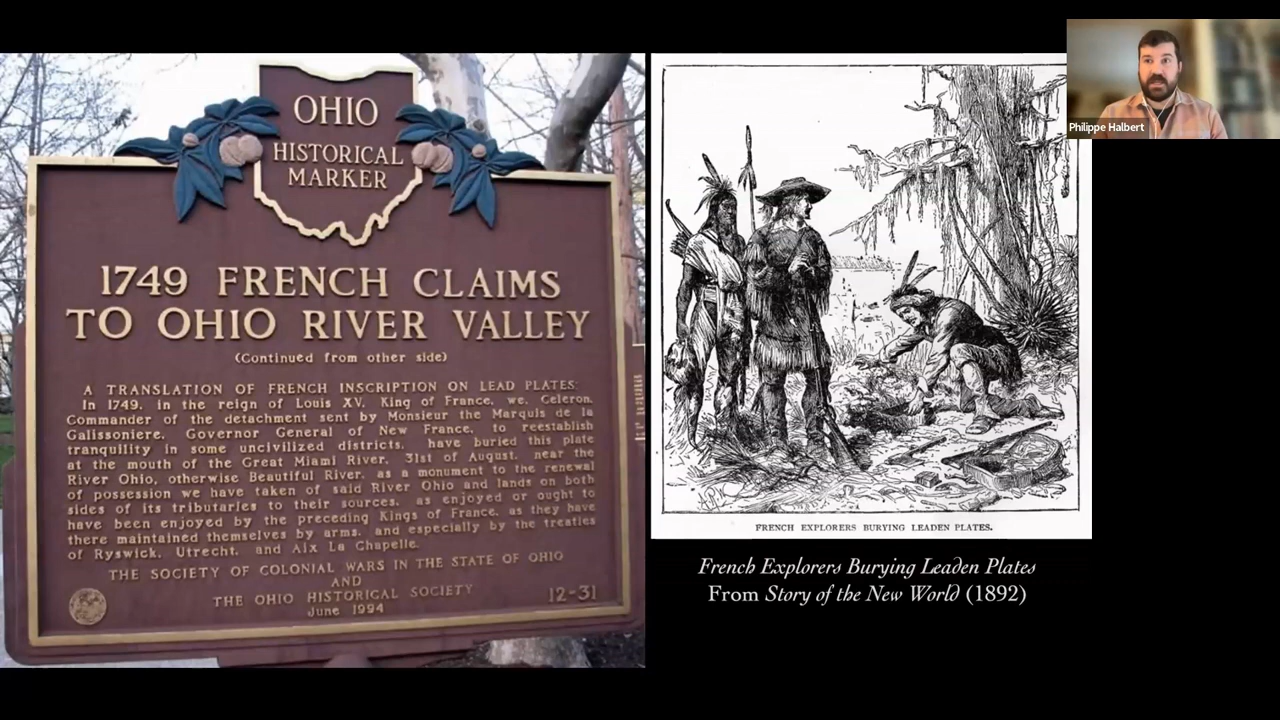 OHIO
HISTORICAL
MARKER
1749 FRENCH CLAIMS
TO OHIO RIVER VALLEY
(Continued from other side)
A TRANSLATION OF FRENCH INSCRIPTION ON LEAD PLATES:
In 1749, in the reign of Louis XV, King of France, we, Celeron,
Commander of the detachment sent by Monsieur the Marquis de la
Galissoniere, Governor General of New France, to reestablish
tranquility in some uncivilized districts, have buried this plate
at the mouth of the Great Miami River, 31st of August, near the
River Ohio, otherwise Beautiful River, as a monument to the renewal
of possession we have taken of said River Ohio and lands on both
sides of its tributaries to their sources, as enjoyed or ought to
have been enjoyed by the preceding Kings of France, as they have
there maintained themselves by arms, and especially by the treaties
of Ryswick, Utrecht, and Aix La Chapelle.
THE SOCIETY OF COLONIAL WARS IN THE STATE OF OHIO
AND
THE OHIO HISTORICAL SOCIETY
June 1994
12-31
FRENCH EXPLORERS BURYING LEADEN PLATES.
French Explorers Burying Leaden Plates
From Story of the New World (1892)
Philippe Halbert